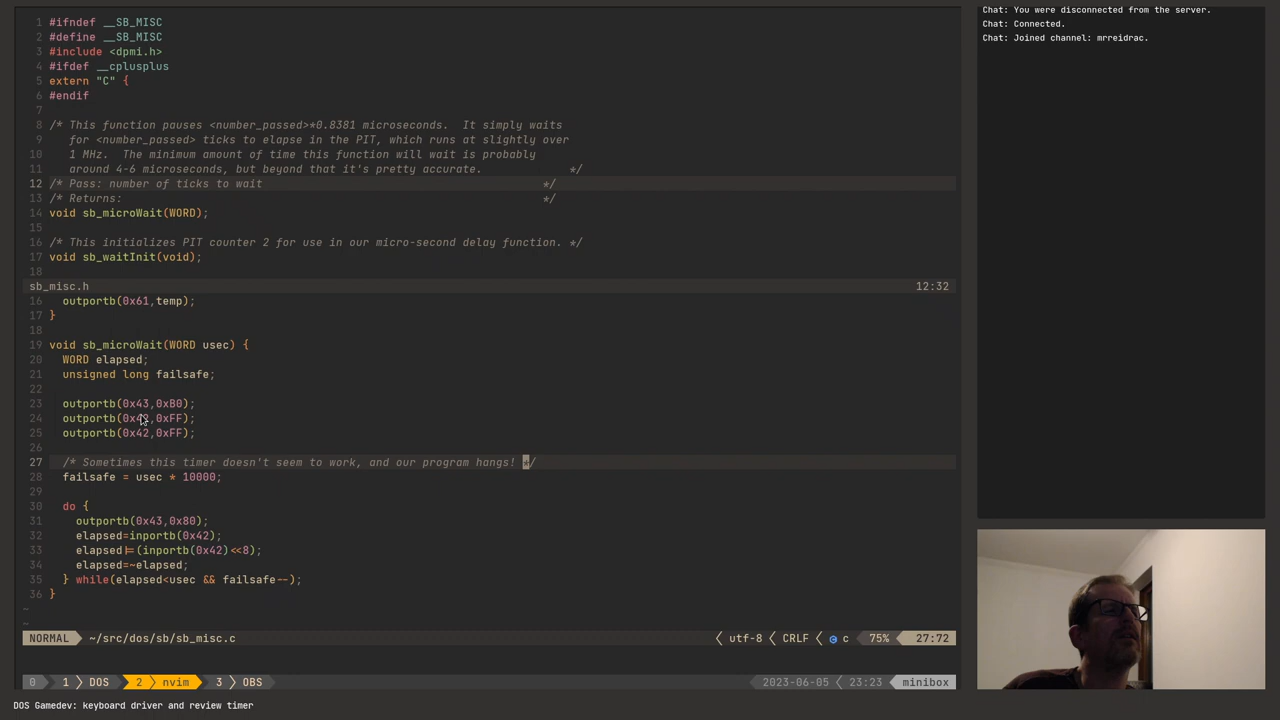 1 #ifndef __SB_MISC
2 #define __SB_MISC
3 #include <dpmi.h>
4 #ifdef __cplusplus
5 extern "C" {
6 #endif
7
8 /* This function pauses <number_passed>*0.8381 microseconds.  It simply waits
9    for <number_passed> ticks to elapse in the PIT, which runs at slightly over
10    1 MHz.  The minimum amount of time this function will wait is probably
11    around 4-6 microseconds, but beyond that it's pretty accurate.             */
12 /* Pass: number of ticks to wait                                          */
13 /* Returns:                                                               */
14 void sb_microWait(WORD);
15
16 /* This initializes PIT counter 2 for use in our micro-second delay function. */
17 void sb_waitInit(void);
18
sb_misc.h 12:32
16   outportb(0x61,temp);
17 }
18
19 void sb_microWait(WORD usec) {
20   WORD elapsed;
21   unsigned long failsafe;
22
23   outportb(0x43,0xB0);
24   outportb(0x42,0xFF);
25   outportb(0x42,0xFF);
26
27   /* Sometimes this timer doesn't seem to work, and our program hangs! */
28   failsafe = usec * 10000;
29
30   do {
31     outportb(0x43,0x80);
32     elapsed=inportb(0x42);
33     elapsed|=(inportb(0x42)<<8);
34     elapsed=~elapsed;
35   } while(elapsed<usec && failsafe--);
36 }
~
~
NORMAL ~/src/dos/sb/sb_misc.c utf-8 CRLF c 75% 27:72
0 1 DOS 2 nvim 3 OBS 2023-06-05 23:23 minibox
DOS Gamedev: keyboard driver and review timer
Chat: You were disconnected from the server.
Chat: Connected.
Chat: Joined channel: mrreidrac.